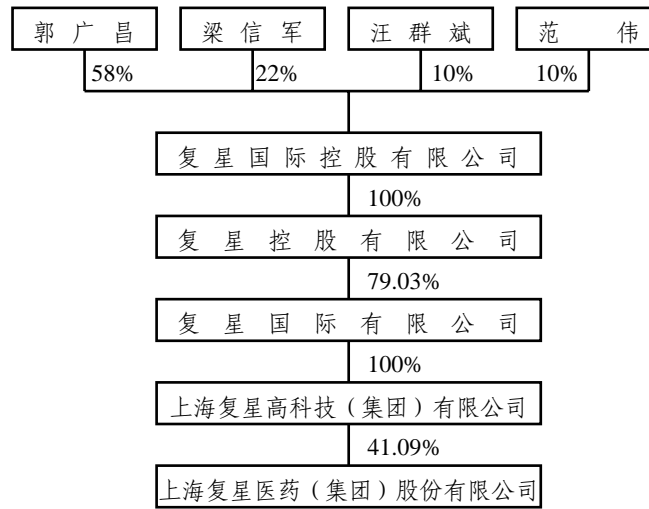 郭广昌 梁信军 汪群斌 范伟
58% 22% 10% 10%
复星国际控股有限公司
100%
复星控股有限公司
79.03%
复星国际有限公司
100%
上海复星高科技（集团）有限公司
41.09%
上海复星医药（集团）股份有限公司